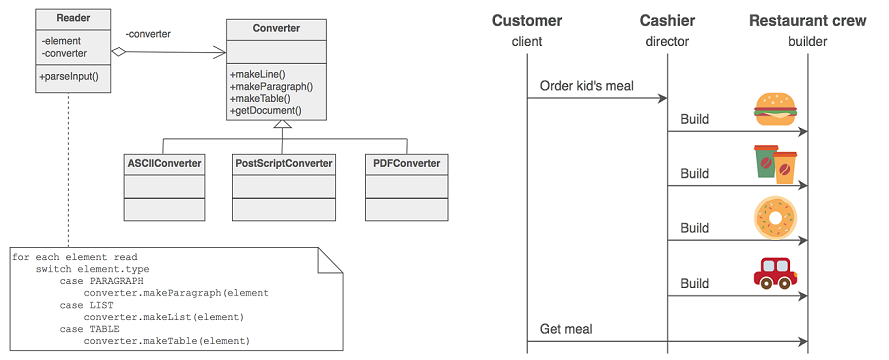 Reader
-element
-converter
+parseInput()
-converter
Converter
+makeLine()
+makeParagraph()
+makeTable()
+getDocument()
ASCIIConverter
PostScriptConverter
PDFConverter
for each element read
switch element.type
case PARAGRAPH
converter.makeParagraph(element
case LIST
converter.makeList(element)
case TABLE
converter.makeTable(element)
Customer
client
Cashier
director
Restaurant crew
builder
Order kid's meal
Build
Build
Build
Build
Get meal